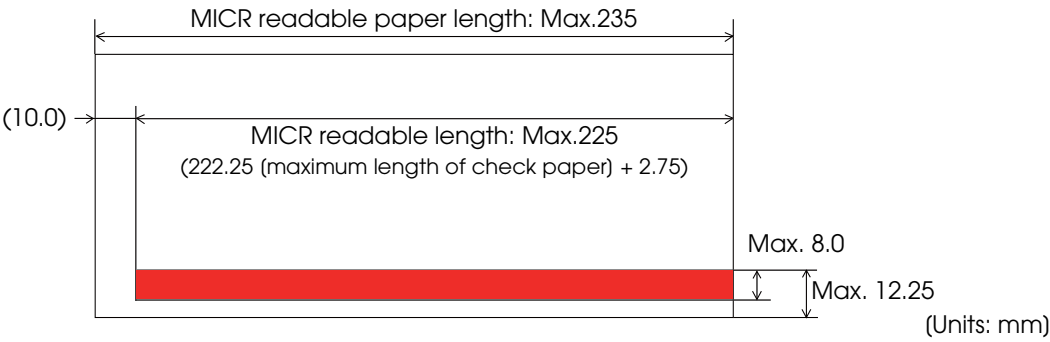 MICR readable paper length: Max.235
(10.0)
MICR readable length: Max.225
(222.25 (maximum length of check paper) + 2.75)
Max. 8.0
Max. 12.25
(Units: mm)